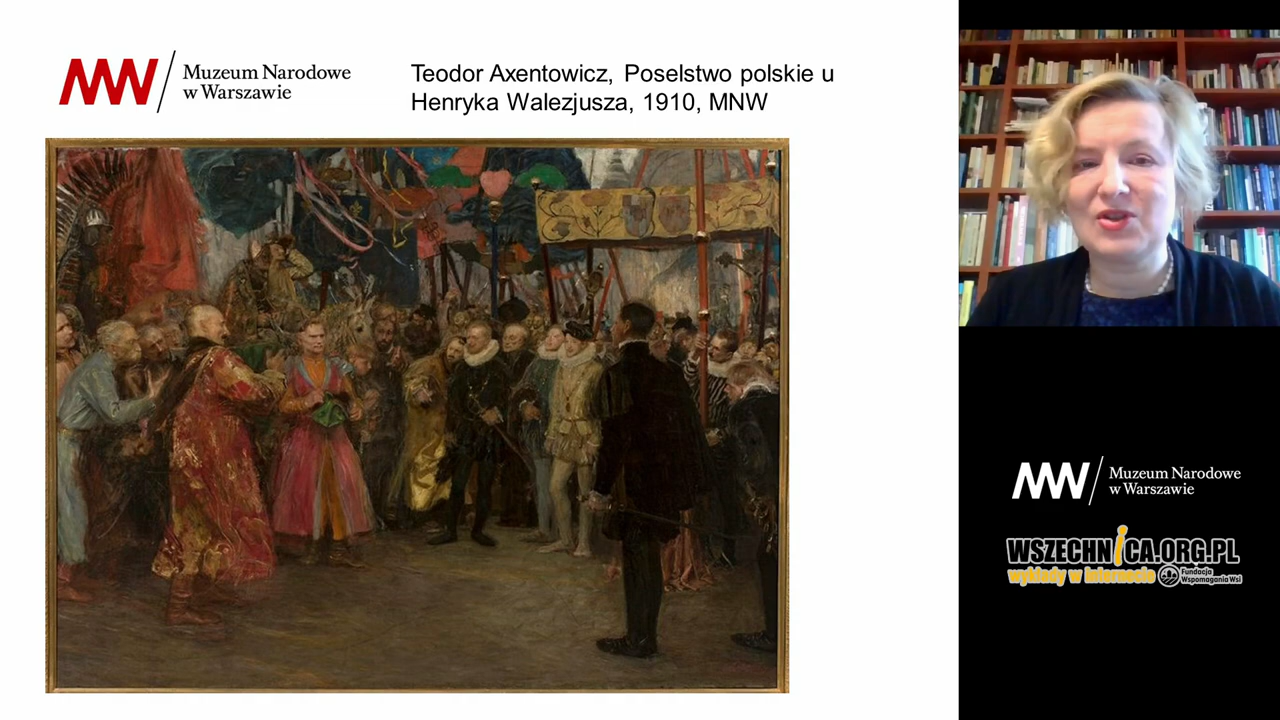 MNW / Muzeum Narodowe
w Warszawie
Teodor Axentowicz, Poselstwo polskie u
Henryka Walezjusza, 1910, MNW
MNW / Muzeum Narodowe
w Warszawie
WSZECHNiCA.ORG.PL
wykłady w internecie
Fundacja
Wspomagania Wsi